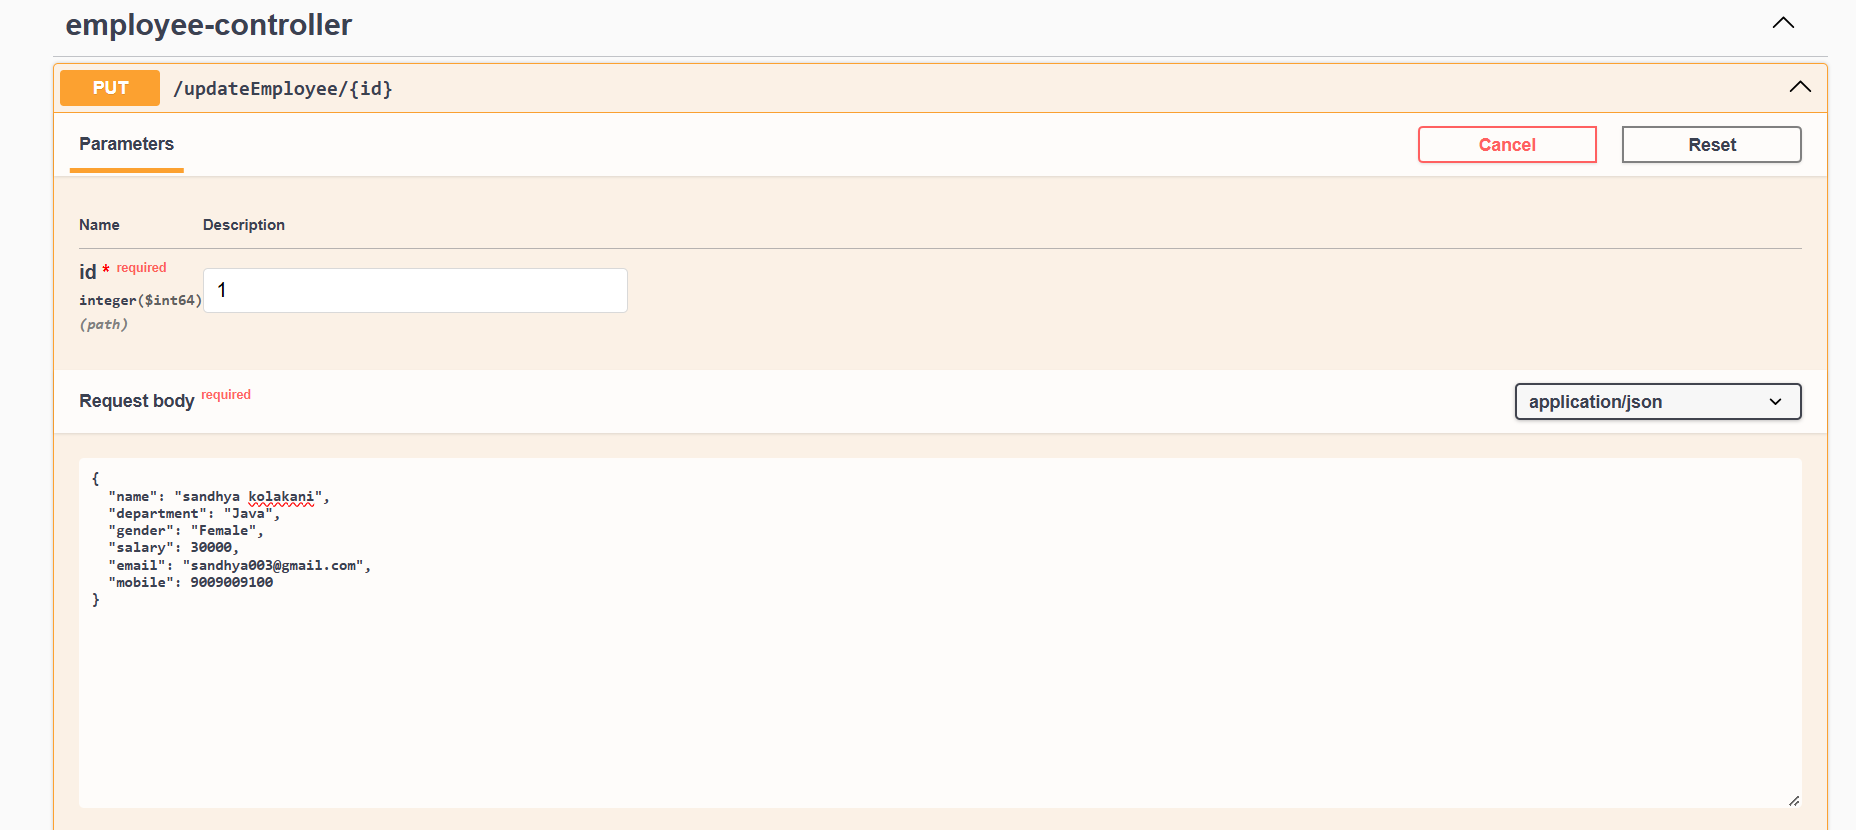 employee-controller
PUT /updateEmployee/{id}
Parameters
Cancel
Reset
Name Description
id * required
integer($int64)
(path)
1
Request body required
application/json
{
  "name": "sandhya kolakani",
  "department": "Java",
  "gender": "Female",
  "salary": 30000,
  "email": "sandhya003@gmail.com",
  "mobile": 9009009100
}